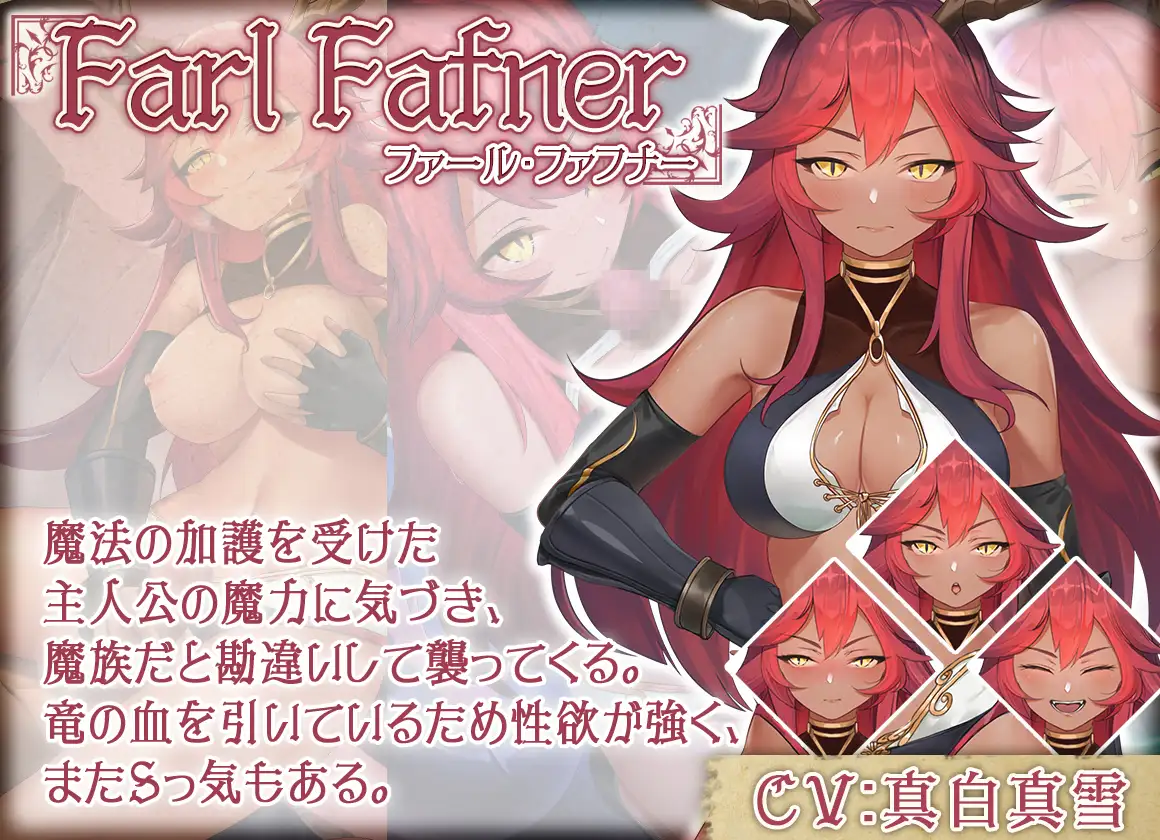 Farl Fafner
ファール・ファフナー
魔法の加護を受けた
主人公の魔力に気づき、
魔族だと勘違いして襲ってくる。
竜の血を引いているため性欲が強く、
またSっ気もある。
CV:真白真雪